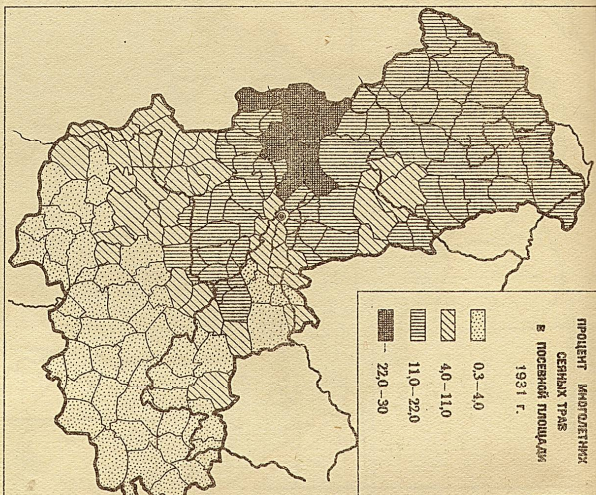 ПРОЦЕНТ МНОГОЛЕТНИХ
СЕЯНЫХ ТРАВ
В ПОСЕВНОЙ ПЛОЩАДИ
1931 г.
0,3–4,0
4,0–11,0
11,0–22,0
22,0–30